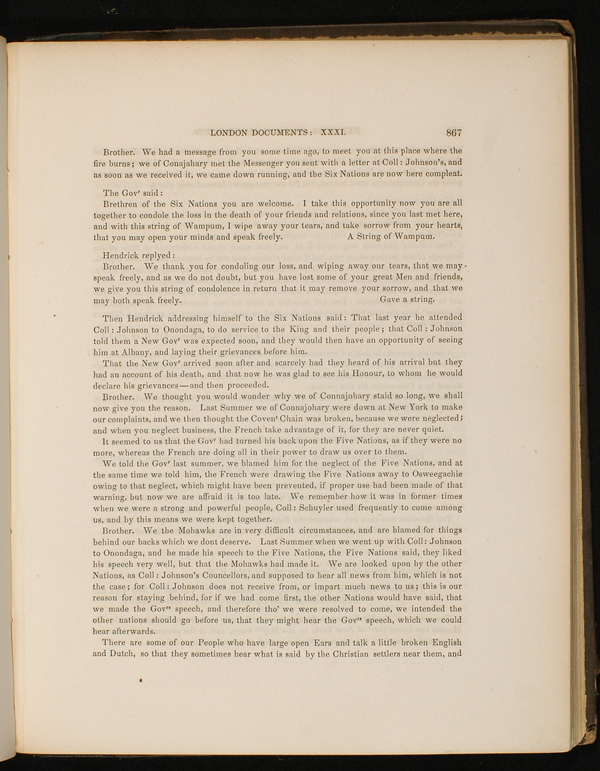 LONDON DOCUMENTS: XXXI. 867
Brother. We had a message from you some time ago, to meet you at this place where the
fire burns; we of Conajahary met the Messenger you sent with a letter at Coll: Johnson's, and
as soon as we received it, we came down running, and the Six Nations are now here compleat.
The Govʳ said:
Brethren of the Six Nations you are welcome. I take this opportunity now you are all
together to condole the loss in the death of your friends and relations, since you last met here,
and with this string of Wampum, I wipe away your tears, and take sorrow from your hearts,
that you may open your minds and speak freely. A String of Wampum.
Hendrick replyed:
Brother. We thank you for condoling our loss, and wiping away our tears, that we may
speak freely, and as we do not doubt, but you have lost some of your great Men and friends,
we give you this string of condolence in return that it may remove your sorrow, and that we
may both speak freely. Gave a string.
Then Hendrick addressing himself to the Six Nations said: That last year he attended
Coll: Johnson to Onondaga, to do service to the King and their people; that Coll: Johnson
told them a New Govʳ was expected soon, and they would then have an opportunity of seeing
him at Albany, and laying their grievances before him.
That the New Govʳ arrived soon after and scarcely had they heard of his arrival but they
had an account of his death, and that now he was glad to see his Honour, to whom he would
declare his grievances—and then proceeded.
Brother. We thought you would wonder why we of Connajohary staid so long, we shall
now give you the reason. Last Summer we of Connajohary were down at New York to make
our complaints, and we then thought the Covenᵗ Chain was broken, because we were neglected;
and when you neglect business, the French take advantage of it, for they are never quiet.
It seemed to us that the Govʳ had turned his back upon the Five Nations, as if they were no
more, whereas the French are doing all in their power to draw us over to them.
We told the Govʳ last summer, we blamed him for the neglect of the Five Nations, and at
the same time we told him, the French were drawing the Five Nations away to Osweegachie
owing to that neglect, which might have been prevented, if proper use had been made of that
warning, but now we are affraid it is too late. We remember how it was in former times
when we were a strong and powerful people, Coll: Schuyler used frequently to come among
us, and by this means we were kept together.
Brother. We the Mohawks are in very difficult circumstances, and are blamed for things
behind our backs which we dont deserve. Last Summer when we went up with Coll: Johnson
to Onondaga, and he made his speech to the Five Nations, the Five Nations said, they liked
his speech very well, but that the Mohawks had made it. We are looked upon by the other
Nations, as Coll: Johnson's Councellors, and supposed to hear all news from him, which is not
the case; for Coll: Johnson does not receive from, or impart much news to us; this is our
reason for staying behind, for if we had come first, the other Nations would have said, that
we made the Govʳˢ speech, and therefore tho' we were resolved to come, we intended the
other nations should go before us, that they might hear the Govʳˢ speech, which we could
hear afterwards.
There are some of our People who have large open Ears and talk a little broken English
and Dutch, so that they sometimes hear what is said by the Christian settlers near them, and